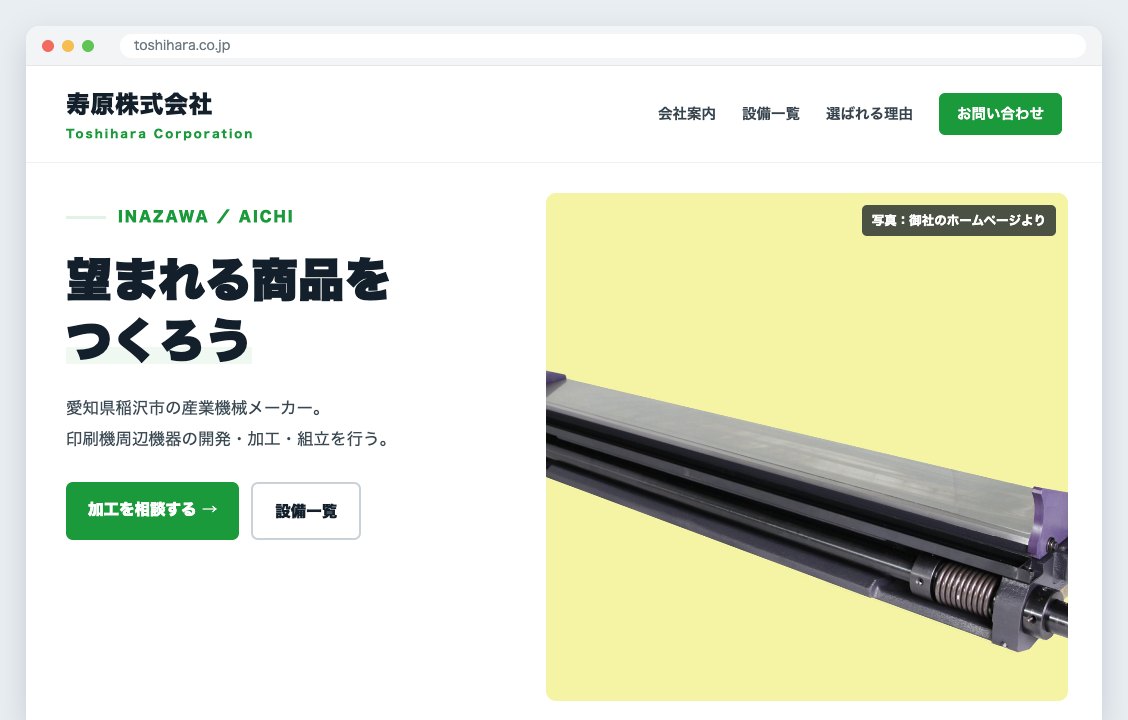 toshihara.co.jp
寿原株式会社
Toshihara Corporation
会社案内
設備一覧
選ばれる理由
お問い合わせ
INAZAWA ／ AICHI
望まれる商品を
つくろう
愛知県稲沢市の産業機械メーカー。
印刷機周辺機器の開発・加工・組立を行う。
加工を相談する →
設備一覧
写真：御社のホームページより